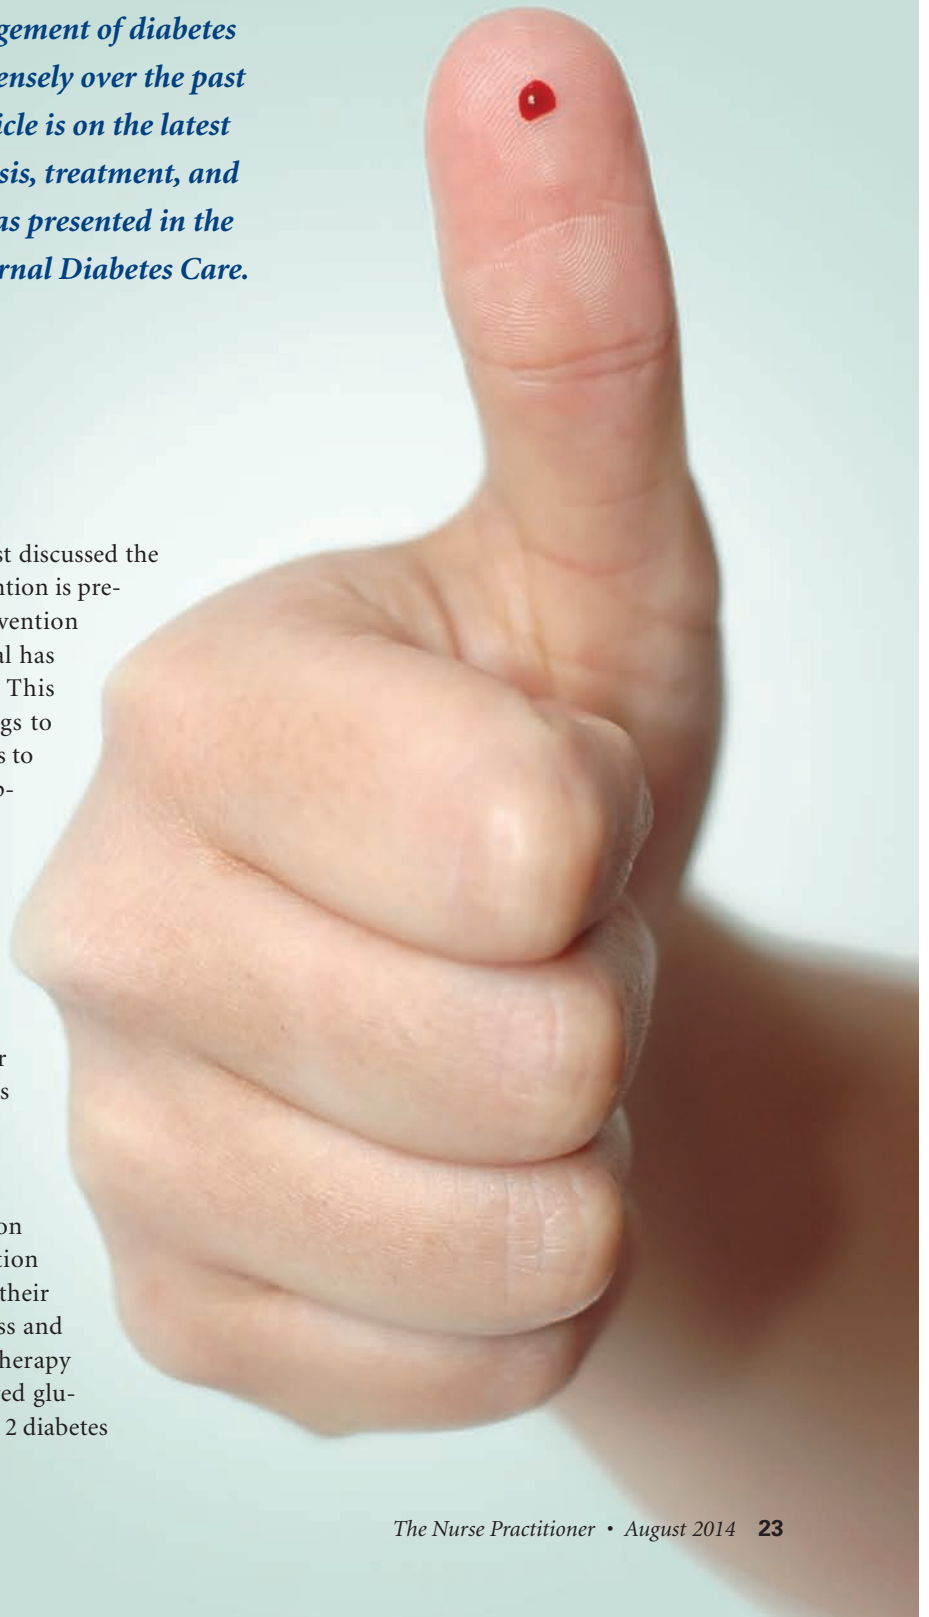 gement of diabetes
ensely over the past
icle is on the latest
sis, treatment, and
as presented in the
rnal Diabetes Care.
st discussed the
ntion is pre-
vention
al has
This
gs to
s to
p-
r
s
on
tion
their
ss and
herapy
ed glu-
2 diabetes
The Nurse Practitioner • August 2014 23